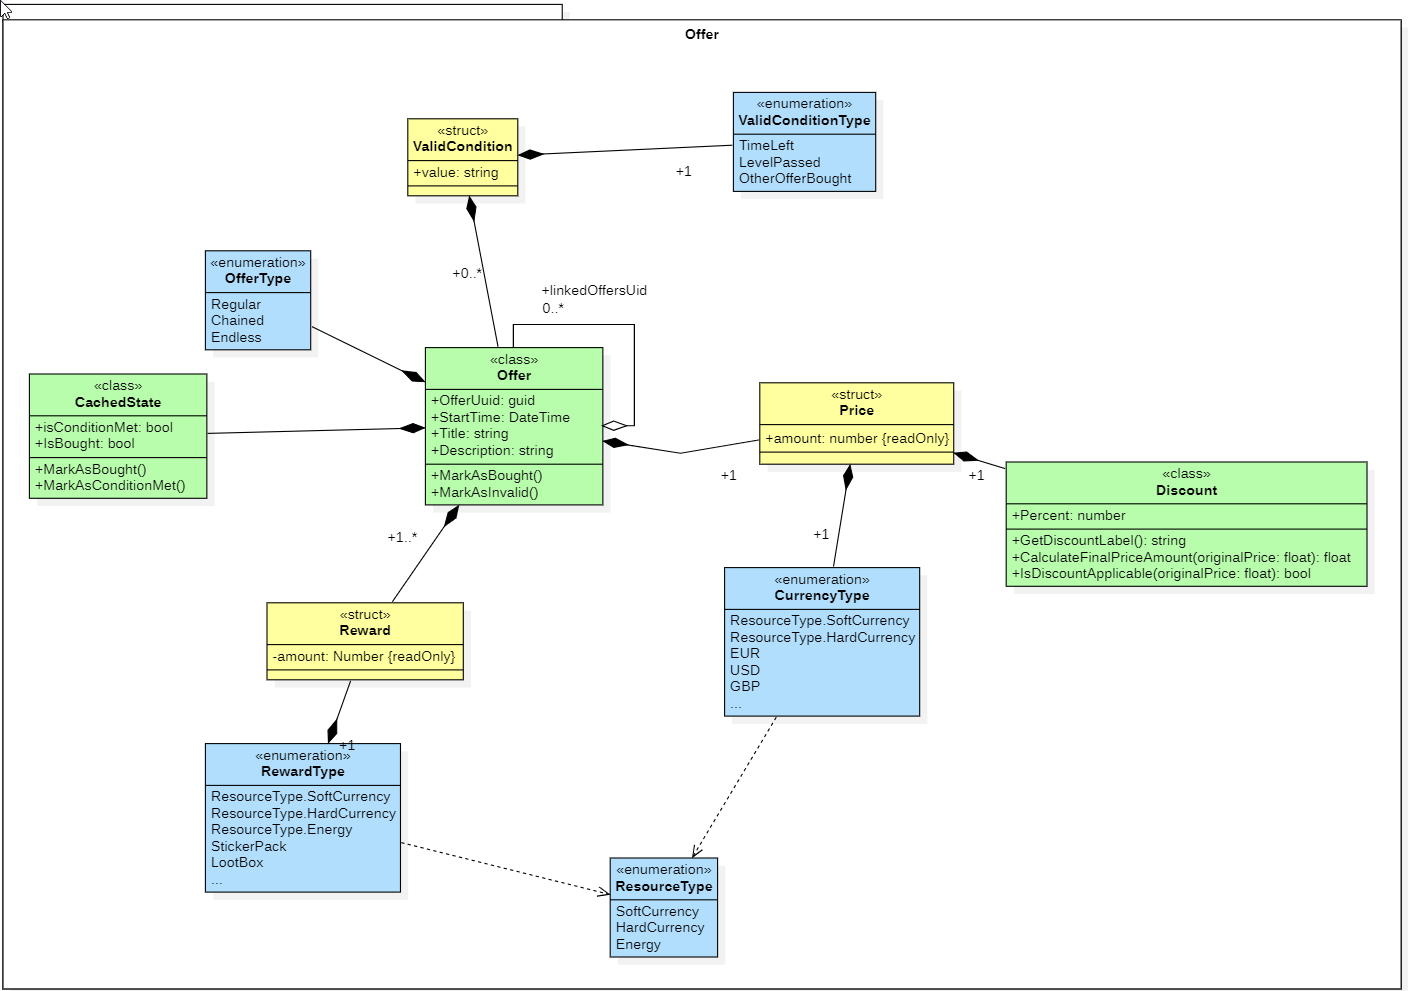 Offer
«enumeration»
ValidConditionType
TimeLeft
LevelPassed
OtherOfferBought
«struct»
ValidCondition
+value: string
+1
+0..*
«enumeration»
OfferType
Regular
Chained
Endless
+linkedOffersUid
0..*
«class»
Offer
+OfferUuid: guid
+StartTime: DateTime
+Title: string
+Description: string
+MarkAsBought()
+MarkAsInvalid()
«class»
CachedState
+isConditionMet: bool
+IsBought: bool
+MarkAsBought()
+MarkAsConditionMet()
«struct»
Price
+amount: number {readOnly}
+1
+1
«class»
Discount
+Percent: number
+GetDiscountLabel(): string
+CalculateFinalPriceAmount(originalPrice: float): float
+IsDiscountApplicable(originalPrice: float): bool
+1..*
+1
«struct»
Reward
-amount: Number {readOnly}
«enumeration»
CurrencyType
ResourceType.SoftCurrency
ResourceType.HardCurrency
EUR
USD
GBP
...
+1
«enumeration»
RewardType
ResourceType.SoftCurrency
ResourceType.HardCurrency
ResourceType.Energy
StickerPack
LootBox
...
«enumeration»
ResourceType
SoftCurrency
HardCurrency
Energy